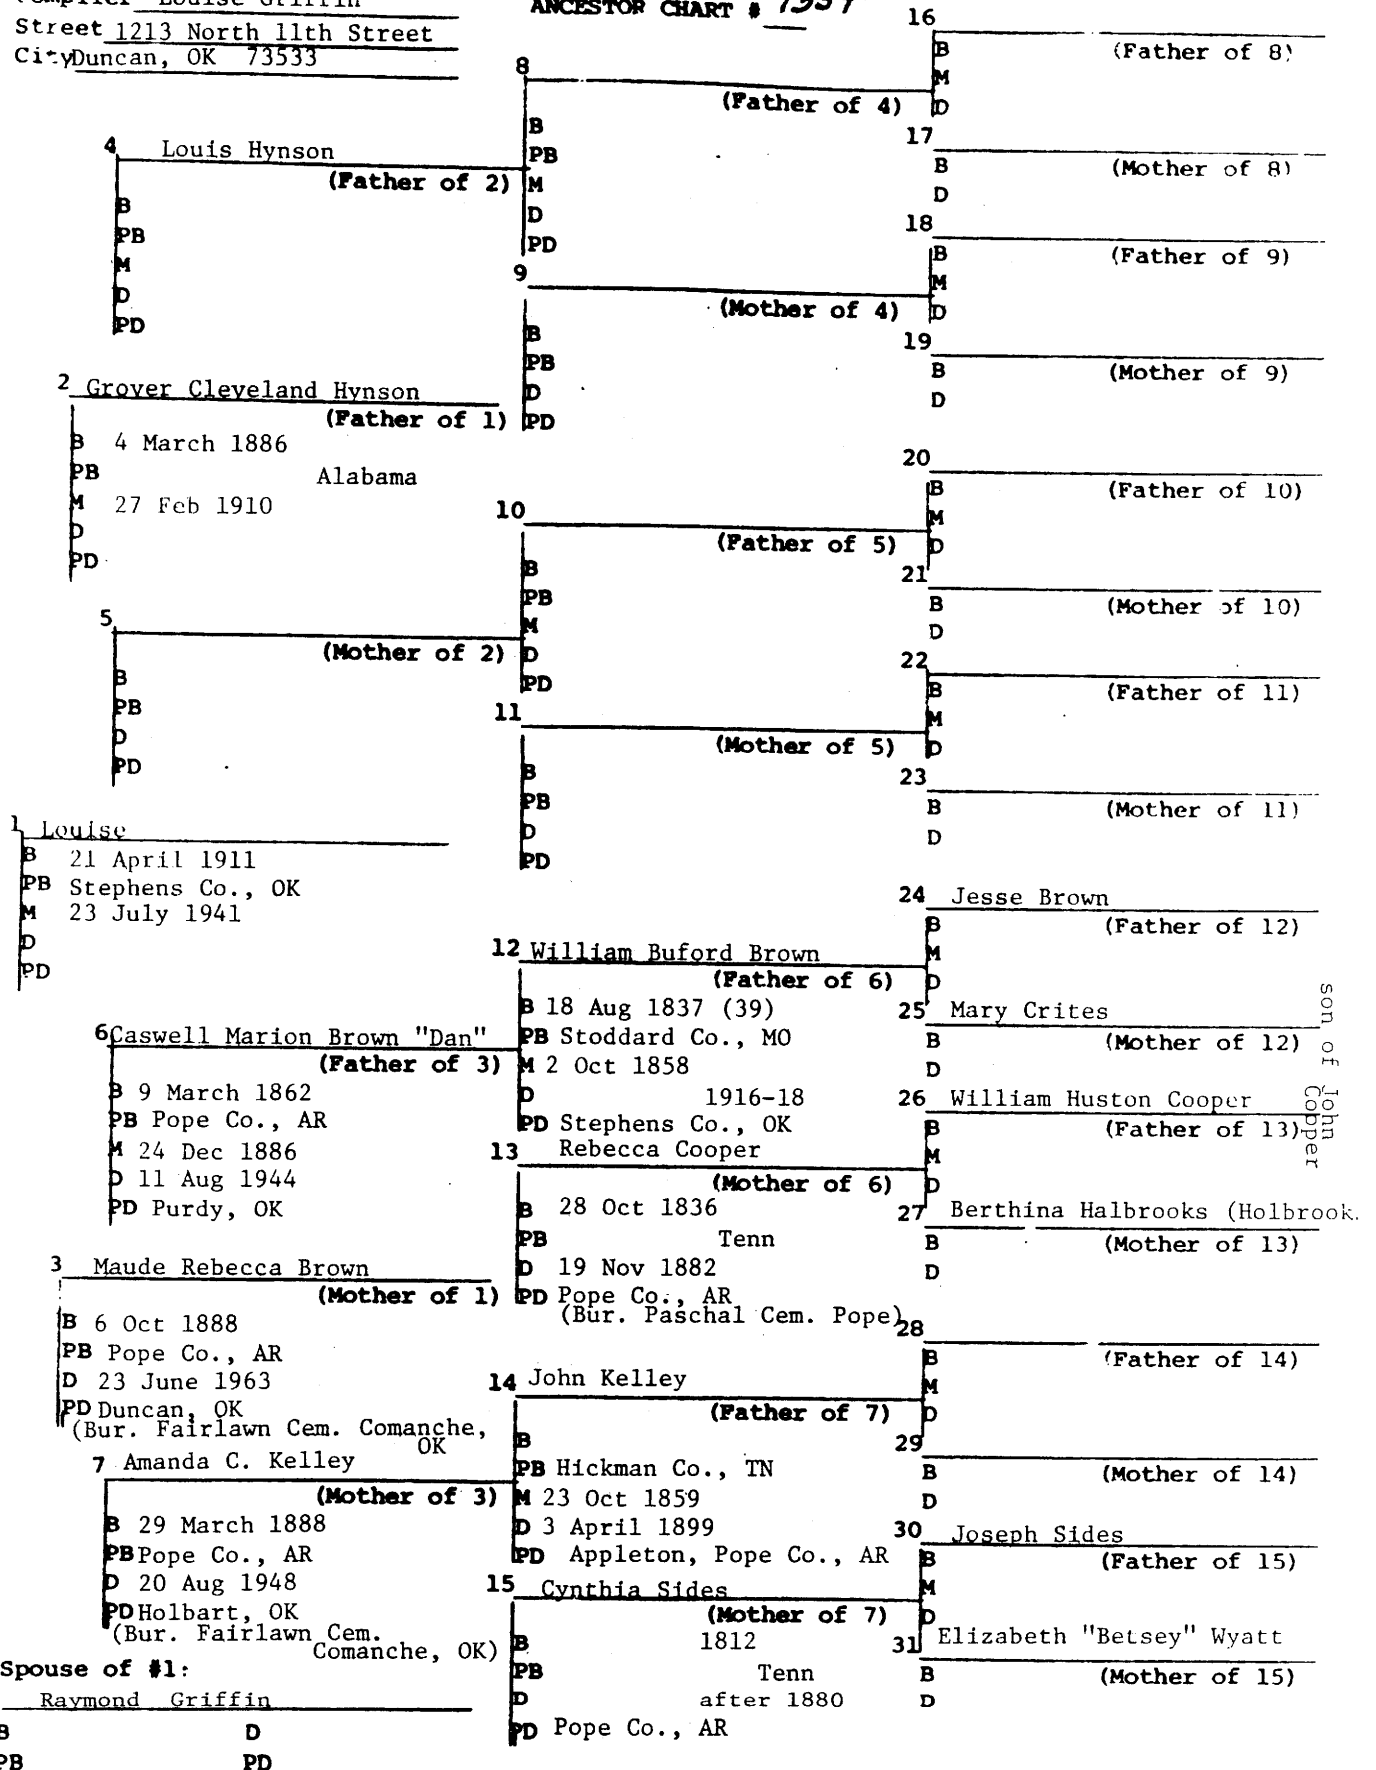 Compiler Louise Griffin
Street 1213 North 11th Street
City Duncan, OK 73533
ANCESTOR CHART #
16
B (Father of 8)
M
D
8
(Father of 4)
B
PB
M
D
PD
17
B (Mother of 8)
D
4 Louis Hynson
(Father of 2)
B
PB
M
D
PD
18
B (Father of 9)
M
D
9
(Mother of 4)
B
PB
D
PD
19
B (Mother of 9)
D
2 Grover Cleveland Hynson
(Father of 1)
B 4 March 1886
PB Alabama
M 27 Feb 1910
D
PD
20
B (Father of 10)
M
D
10
(Father of 5)
B
PB
M
D
PD
21
B (Mother of 10)
D
5
(Mother of 2)
B
PB
D
PD
22
B (Father of 11)
M
D
11
(Mother of 5)
B
PB
D
PD
23
B (Mother of 11)
D
1 Louise
B 21 April 1911
PB Stephens Co., OK
M 23 July 1941
D
PD
24 Jesse Brown
B (Father of 12)
M
D
12 William Buford Brown
(Father of 6)
B 18 Aug 1837 (39)
PB Stoddard Co., MO
M 2 Oct 1858
D 1916-18
PD Stephens Co., OK
25 Mary Crites
B (Mother of 12)
D
6 Caswell Marion Brown "Dan"
(Father of 3)
B 9 March 1862
PB Pope Co., AR
M 24 Dec 1886
D 11 Aug 1944
PD Purdy, OK
26 William Huston Cooper
B (Father of 13)
M
D
son of John
Cooper
13 Rebecca Cooper
(Mother of 6)
B 28 Oct 1836
PB Tenn
D 19 Nov 1882
PD Pope Co., AR
(Bur. Paschal Cem. Pope)
27 Berthina Halbrooks (Holbrook.
B (Mother of 13)
D
3 Maude Rebecca Brown
(Mother of 1)
B 6 Oct 1888
PB Pope Co., AR
D 23 June 1963
PD Duncan, OK
(Bur. Fairlawn Cem. Comanche,
OK
28
B (Father of 14)
M
D
14 John Kelley
(Father of 7)
B
PB Hickman Co., TN
M 23 Oct 1859
D 3 April 1899
PD Appleton, Pope Co., AR
29
B (Mother of 14)
D
7 Amanda C. Kelley
(Mother of 3)
B 29 March 1888
PB Pope Co., AR
D 20 Aug 1948
PD Holbart, OK
(Bur. Fairlawn Cem.
Comanche, OK)
30 Joseph Sides
B (Father of 15)
M
D
15 Cynthia Sides
(Mother of 7)
B 1812
PB Tenn
D after 1880
PD Pope Co., AR
31 Elizabeth "Betsey" Wyatt
B (Mother of 15)
D
Spouse of #1:
Raymond Griffin
B D
PB PD